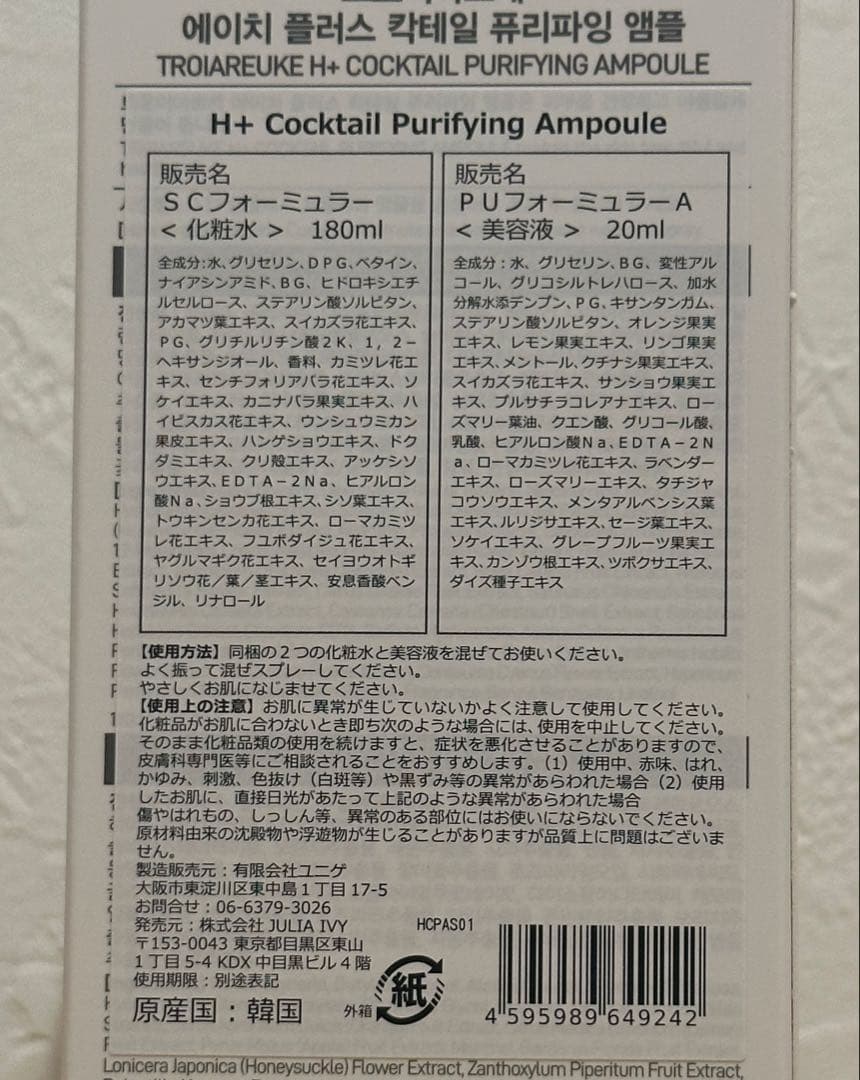 에이치 플러스 칵테일 퓨리파잉 앰플
TROIAREUKE H+ COCKTAIL PURIFYING AMPOULE
H+ Cocktail Purifying Ampoule
販売名
ＳＣフォーミュラー
< 化粧水 > 180ml
全成分:水、グリセリン、ＤＰＧ、ベタイン、
ナイアシンアミド、ＢＧ、ヒドロキシエチ
ルセルロース、ステアリン酸ソルビタン、
アカマツ葉エキス、スイカズラ花エキス、
ＰＧ、グリチルリチン酸２Ｋ、１，２－
ヘキサンジオール、香料、カミツレ花エ
キス、センチフォリアバラ花エキス、ソ
ケイエキス、カニナバラ果実エキス、ハ
イビスカス花エキス、ウンシュウミカン
果皮エキス、ハンゲショウエキス、ドク
ダミエキス、クリ殻エキス、アッケシソ
ウエキス、ＥＤＴＡ－２Ｎａ、ヒアルロン
酸Ｎａ、ショウブ根エキス、シソ葉エキス、
トウキンセンカ花エキス、ローマカミツ
レ花エキス、フユボダイジュ花エキス、
ヤグルマギク花エキス、セイヨウオトギ
リソウ花／葉／茎エキス、安息香酸ベン
ジル、リナロール
販売名
ＰＵフォーミュラーＡ
< 美容液 > 20ml
全成分：水、グリセリン、ＢＧ、変性アル
コール、グリコシルトレハロース、加水
分解水添デンプン、ＰＧ、キサンタンガム、
ステアリン酸ソルビタン、オレンジ果実
エキス、レモン果実エキス、リンゴ果実
エキス、メントール、クチナシ果実エキス、
スイカズラ花エキス、サンショウ果実エ
キス、プルサチラコレアナエキス、ロー
ズマリー葉油、クエン酸、グリコール酸、
乳酸、ヒアルロン酸Ｎａ、ＥＤＴＡ－２Ｎ
ａ、ローマカミツレ花エキス、ラベンダー
エキス、ローズマリーエキス、タチジャ
コウソウエキス、メンタアルベンシス葉
エキス、ルリジサエキス、セージ葉エキス、
ソケイエキス、グレープフルーツ果実エ
キス、カンゾウ根エキス、ツボクサエキス、
ダイズ種子エキス
【使用方法】同梱の２つの化粧水と美容液を混ぜてお使いください。
よく振って混ぜスプレーしてください。
やさしくお肌になじませてください。
【使用上の注意】お肌に異常が生じていないかよく注意して使用してください。
化粧品がお肌に合わないとき即ち次のような場合には、使用を中止してください。
そのまま化粧品類の使用を続けますと、症状を悪化させることがありますので、
皮膚科専門医等にご相談されることをおすすめします。（1）使用中、赤味、はれ、
かゆみ、刺激、色抜け（白斑等）や黒ずみ等の異常があらわれた場合（2）使用
したお肌に、直接日光があたって上記のような異常があらわれた場合
傷やはれもの、しっしん等、異常のある部位にはお使いにならないでください。
原材料由来の沈殿物や浮遊物が生じることがありますが品質上に問題はございま
せん。
製造販売元：有限会社ユニゲ
大阪市東淀川区東中島１丁目 17-5
お問合せ：06-6379-3026
発売元：株式会社 JULIA IVY
〒153-0043 東京都目黒区東山
１丁目 5-4 KDX 中目黒ビル４階
使用期限：別途表記
原産国：韓国
外箱
紙
HCPAS01
4 595989 649242
Lonicera Japonica (Honeysuckle) Flower Extract, Zanthoxylum Piperitum Fruit Extract,